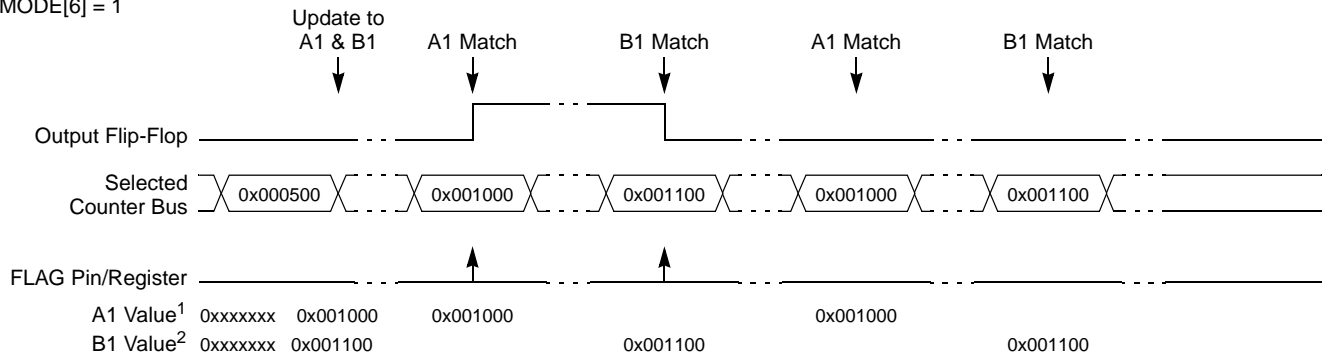 MODE[6] = 1
Update to
A1 & B1
A1 Match
B1 Match
A1 Match
B1 Match
Output Flip-Flop
Selected
Counter Bus
0x000500
0x001000
0x001100
0x001000
0x001100
FLAG Pin/Register
A1 Value1 0xxxxxxx 0x001000 0x001000 0x001000
B1 Value2 0xxxxxxx 0x001100 0x001100 0x001100